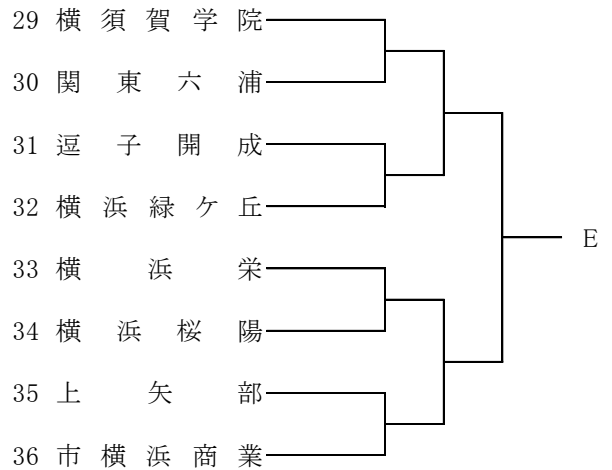 29 横須賀学院
30 関東六浦
31 逗子開成
32 横浜緑ケ丘
33 横浜栄
34 横浜桜陽
35 上矢部
36 市横浜商業
E